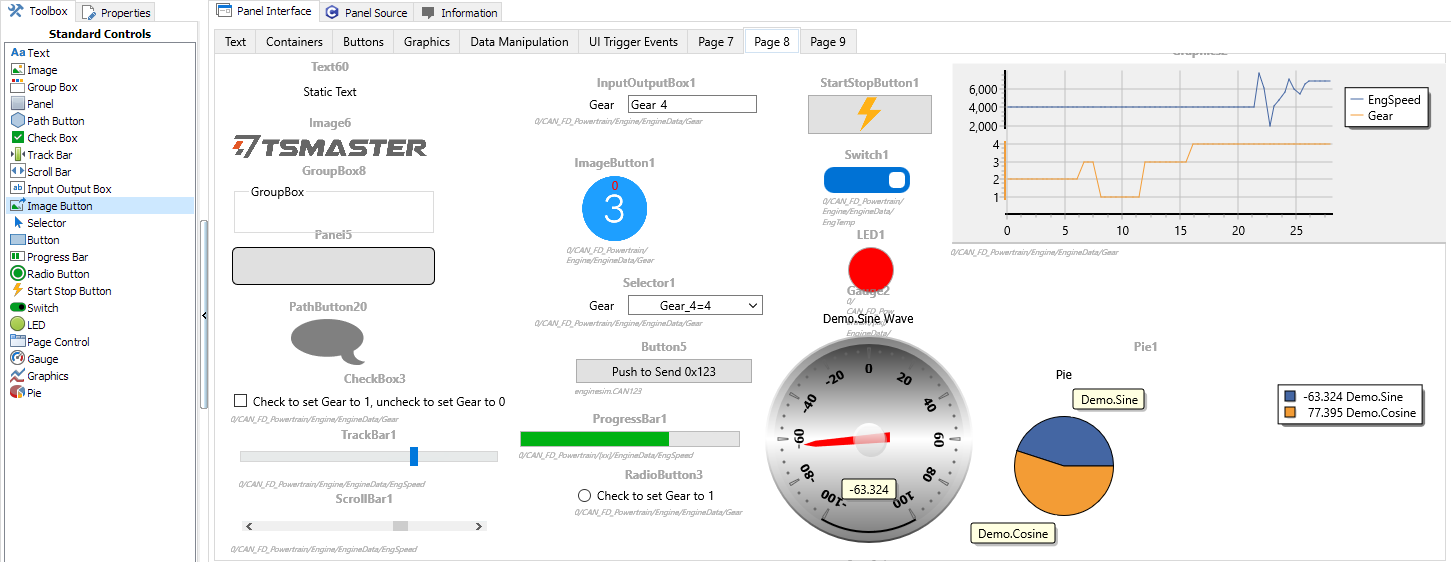 Toolbox
Properties
Standard Controls
Text
Image
Group Box
Panel
Path Button
Check Box
Track Bar
Scroll Bar
Input Output Box
Image Button
Selector
Button
Progress Bar
Radio Button
Start Stop Button
Switch
LED
Page Control
Gauge
Graphics
Pie
Panel Interface
Panel Source
Information
Text
Containers
Buttons
Graphics
Data Manipulation
UI Trigger Events
Page 7
Page 8
Page 9
Text60
Static Text
Image6
TSMASTER
GroupBox8
GroupBox
Panel5
PathButton20
CheckBox3
Check to set Gear to 1, uncheck to set Gear to 0
0/CAN_FD_Powertrain/Engine/EngineData/Gear
TrackBar1
0/CAN_FD_Powertrain/Engine/EngineData/EngSpeed
ScrollBar1
0/CAN_FD_Powertrain/Engine/EngineData/EngSpeed
InputOutputBox1
Gear
Gear_4
0/CAN_FD_Powertrain/Engine/EngineData/Gear
ImageButton1
0
3
0/CAN_FD_Powertrain/
Engine/EngineData/Gear
Selector1
Gear
Gear_4=4
0/CAN_FD_Powertrain/Engine/EngineData/Gear
Button5
Push to Send 0x123
enginesim.CAN123
ProgressBar1
0/CAN_FD_Powertrain/(xx)/EngineData/EngSpeed
RadioButton3
Check to set Gear to 1
0/CAN_FD_Powertrain/Engine/EngineData/Gear
StartStopButton1
Switch1
0/CAN_FD_Powertrain/
Engine/EngineData/
EngTemp
LED1
Gauge2
0/
CAN_FD_Pow
EngineData/
Demo.Sine Wave
-100
-80
-60
-40
-20
0
20
40
60
80
100
-63.324
Graphics2
6,000
4,000
2,000
4
3
2
1
0
5
10
15
20
25
EngSpeed
Gear
0/CAN_FD_Powertrain/Engine/EngineData/Gear
Pie1
Pie
Demo.Sine
Demo.Cosine
-63.324 Demo.Sine
77.395 Demo.Cosine